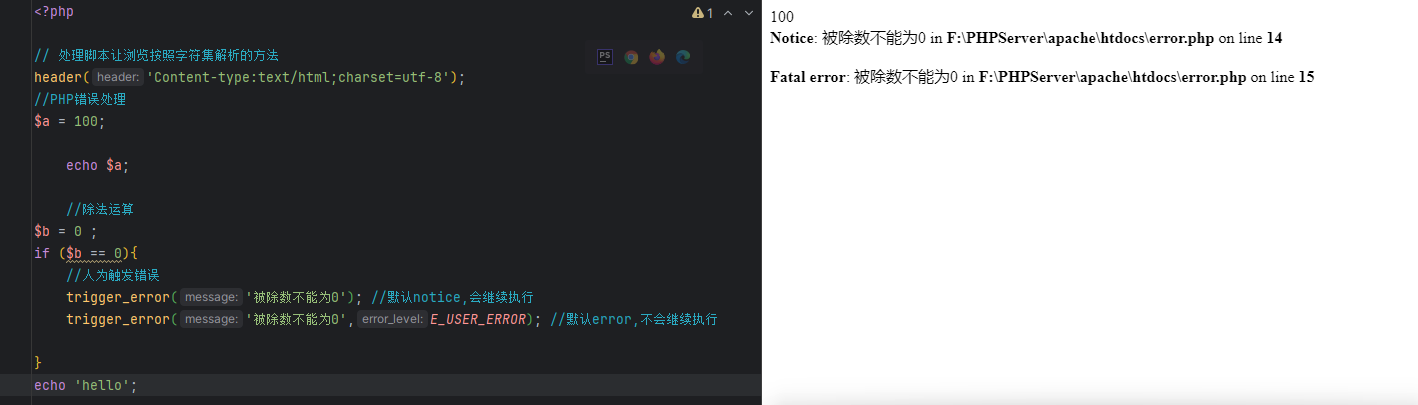 <?php
1
// 处理脚本让浏览按照字符集解析的方法
PS
header( header: 'Content-type:text/html;charset=utf-8');
//PHP错误处理
$a = 100;
echo $a;
//除法运算
$b = 0 ;
if ($b == 0){
//人为触发错误
trigger_error( message: '被除数不能为0'); //默认notice,会继续执行
trigger_error( message: '被除数不能为0', error_level: E_USER_ERROR); //默认error,不会继续执行
}
echo 'hello';
100
Notice: 被除数不能为0 in F:\PHPServer\apache\htdocs\error.php on line 14
Fatal error: 被除数不能为0 in F:\PHPServer\apache\htdocs\error.php on line 15